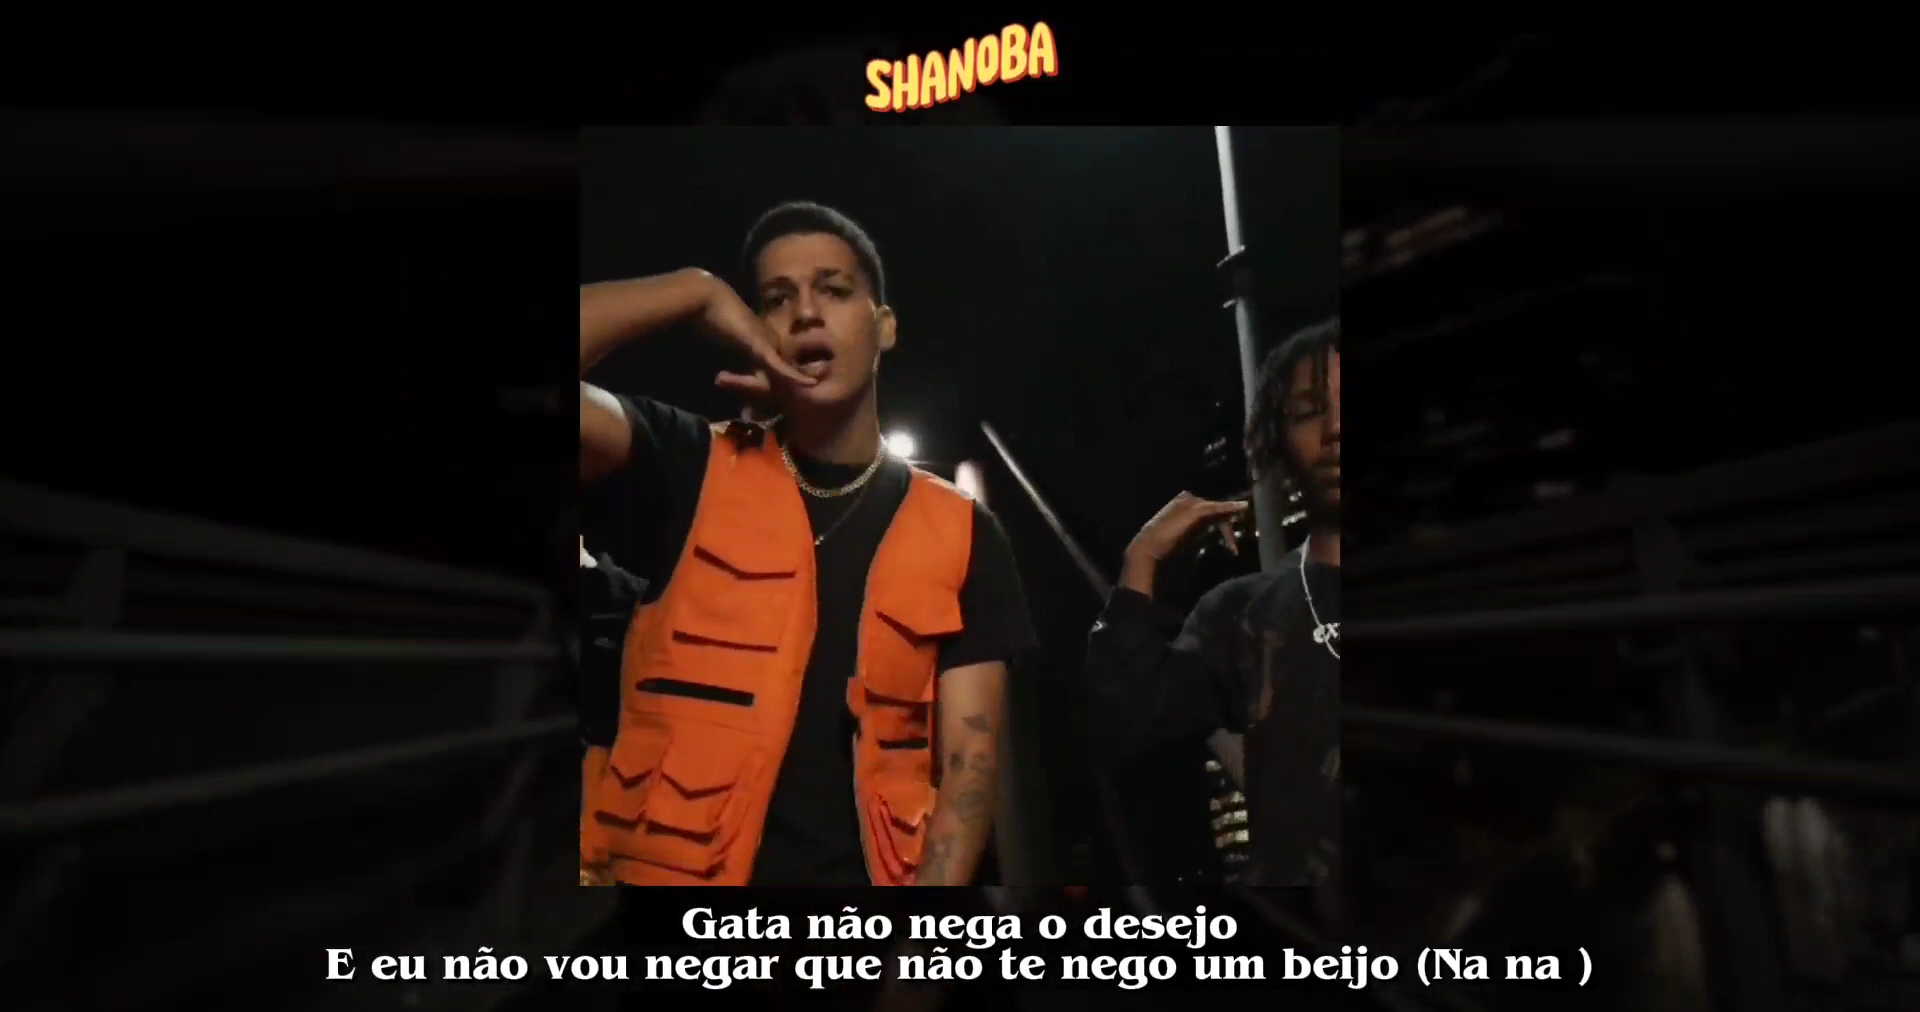 SHANOBA
Gata não nega o desejo
E eu não vou negar que não te nego um beijo (Na na )